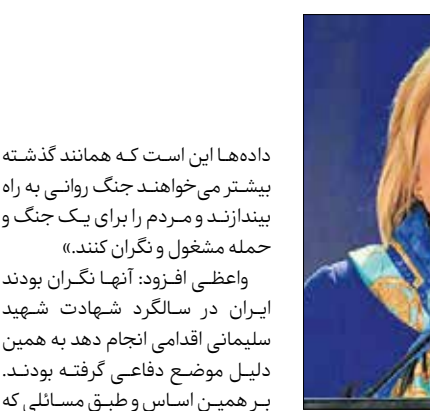 داده‌ها این است که همانند گذشته
بیشتر می‌خواهند جنگ روانی به راه
بیندازند و مردم را برای یک جنگ و
حمله مشغول و نگران کنند.»
واعظی افزود: آنها نگران بودند
ایران در سالگرد شهادت شهید
سلیمانی اقدامی انجام دهد به همین
دلیل موضع دفاعی گرفته بودند.
بر همین اساس و طبق مسائلی که